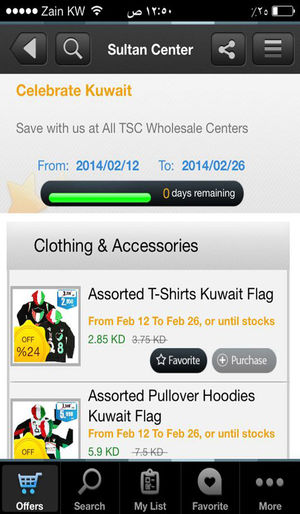 Zain KW ١٢:٥٠ ص ٪٢٥
Sultan Center
Celebrate Kuwait
Save with us at All TSC Wholesale Centers
From: 2014/02/12 To: 2014/02/26
0 days remaining
Clothing & Accessories
Assorted T-Shirts Kuwait Flag
From Feb 12 To Feb 26, or until stocks
2.85 KD 3.75 KD
OFF
%24
Favorite Purchase
Assorted Pullover Hoodies
Kuwait Flag
From Feb 12 To Feb 26, or until stocks
5.9 KD 7.5 KD
OFF
Offers Search My List Favorite More